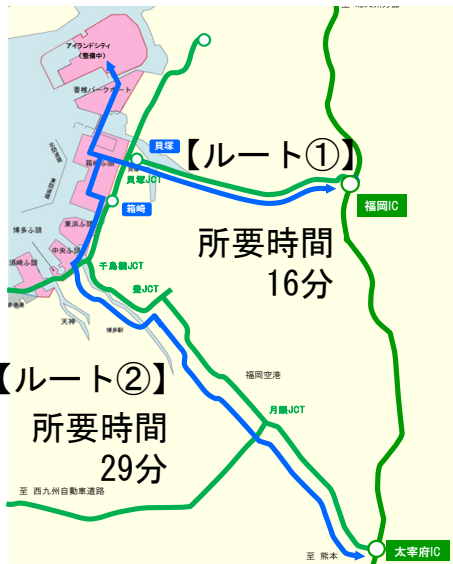 アイランドシティ
(整備中)
香椎パークポート
貝塚
【ルート①】
箱崎ふ頭
貝塚JCT
福岡IC
箱崎
東浜ふ頭
博多ふ頭
中央ふ頭
須崎ふ頭
千鳥橋JCT
所要時間
16分
豊JCT
天神
博多駅
【ルート②】
福岡空港
所要時間
29分
月隈JCT
至 西九州自動車道路
太宰府IC
至 熊本